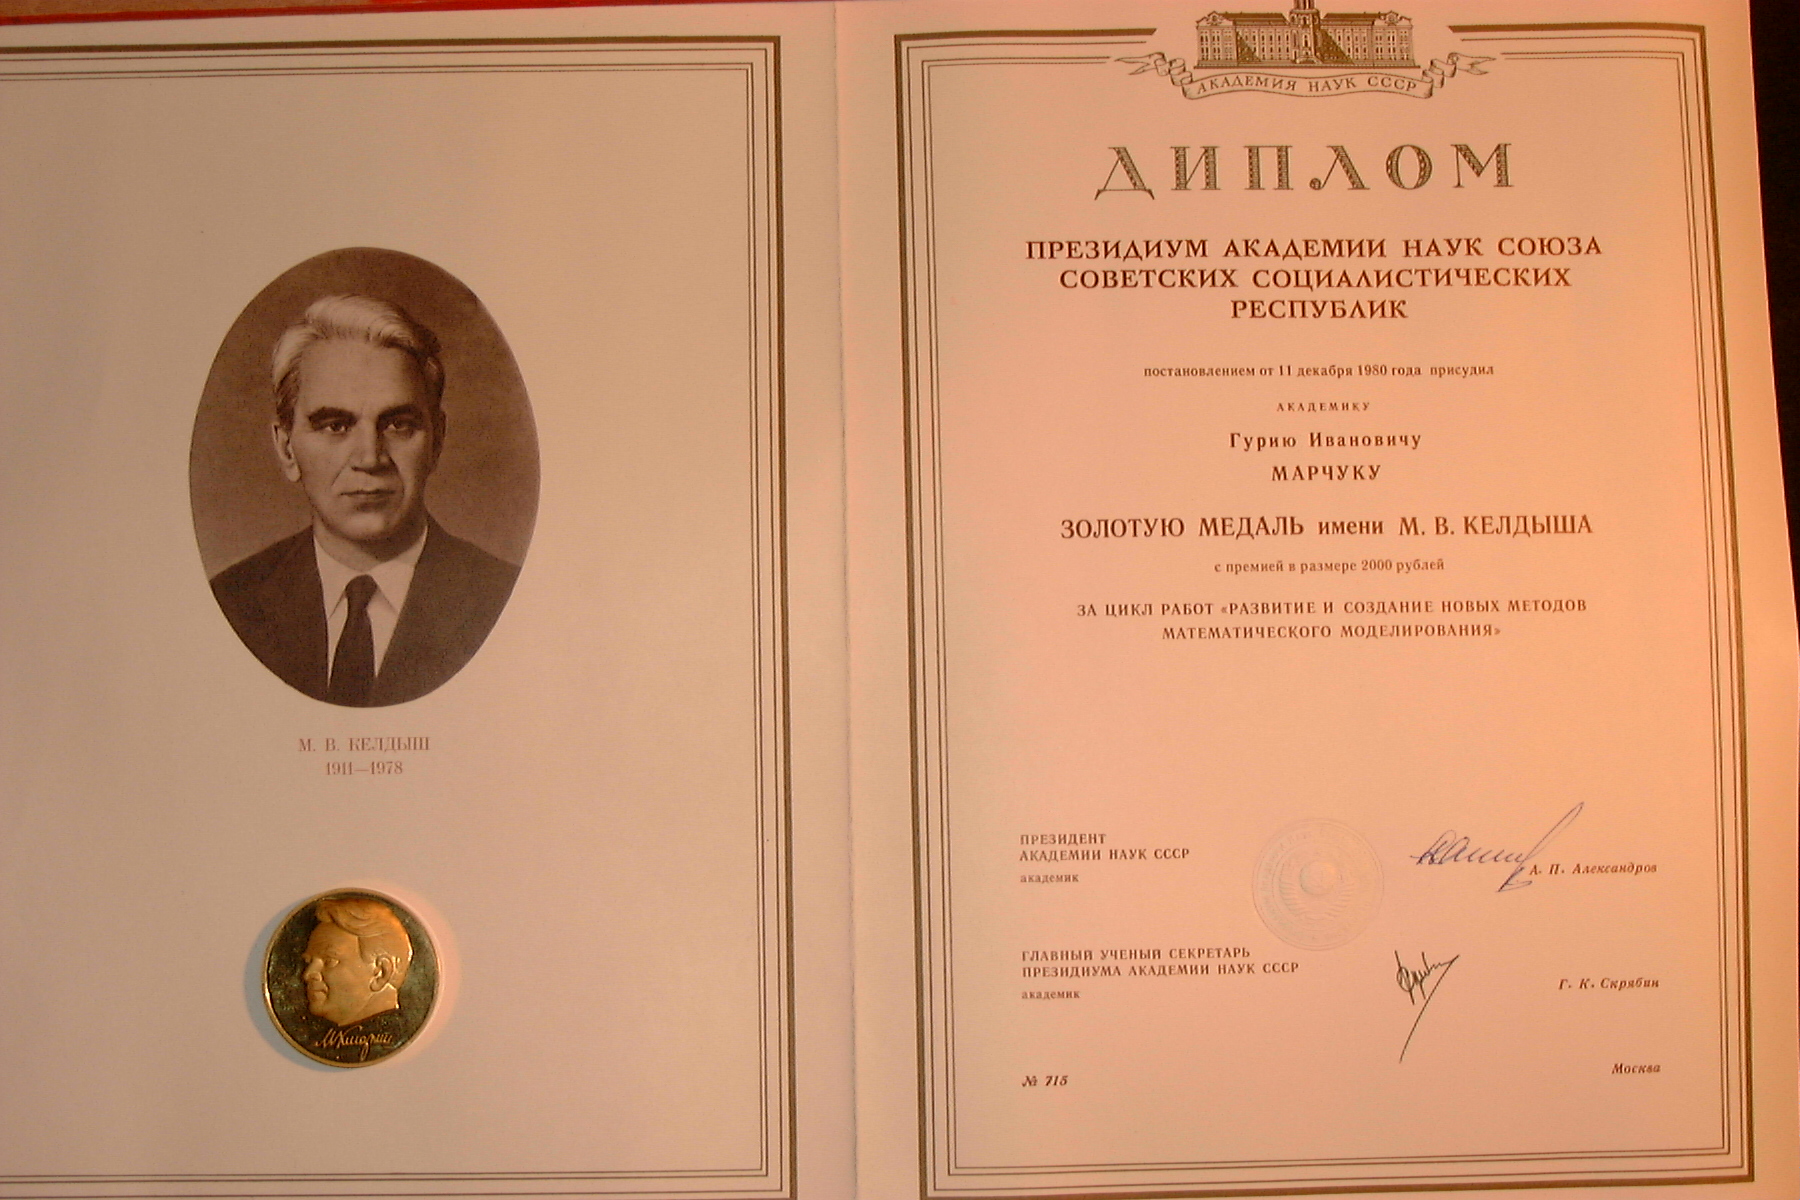 М. В. КЕЛДЫШ
1911—1978
АКАДЕМИЯ НАУК СССР
ДИПЛОМ
ПРЕЗИДИУМ АКАДЕМИИ НАУК СОЮЗА
СОВЕТСКИХ СОЦИАЛИСТИЧЕСКИХ
РЕСПУБЛИК
постановлением от 11 декабря 1980 года присудил
АКАДЕМИКУ
Гурию Ивановичу
МАРЧУКУ
ЗОЛОТУЮ МЕДАЛЬ имени М. В. КЕЛДЫША
с премией в размере 2000 рублей
ЗА ЦИКЛ РАБОТ «РАЗВИТИЕ И СОЗДАНИЕ НОВЫХ МЕТОДОВ
МАТЕМАТИЧЕСКОГО МОДЕЛИРОВАНИЯ»
ПРЕЗИДЕНТ
АКАДЕМИИ НАУК СССР
академик
А. П. Александров
ГЛАВНЫЙ УЧЕНЫЙ СЕКРЕТАРЬ
ПРЕЗИДИУМА АКАДЕМИИ НАУК СССР
академик
Г. К. Скрябин
№ 715
Москва